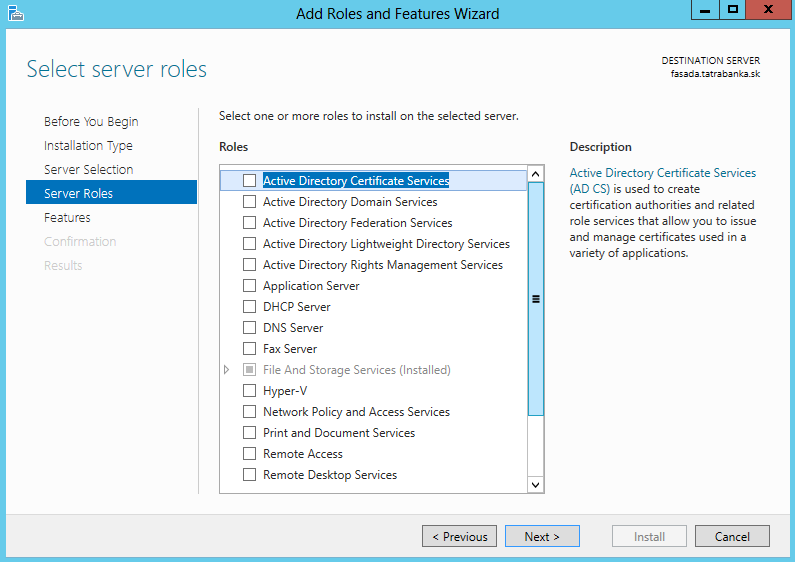 Add Roles and Features Wizard
Select server roles
DESTINATION SERVER
fasada.tatrabanka.sk
Before You Begin
Installation Type
Server Selection
Server Roles
Features
Confirmation
Results
Select one or more roles to install on the selected server.
Roles
Active Directory Certificate Services
Active Directory Domain Services
Active Directory Federation Services
Active Directory Lightweight Directory Services
Active Directory Rights Management Services
Application Server
DHCP Server
DNS Server
Fax Server
File And Storage Services (Installed)
Hyper-V
Network Policy and Access Services
Print and Document Services
Remote Access
Remote Desktop Services
Description
Active Directory Certificate Services
(AD CS) is used to create
certification authorities and related
role services that allow you to issue
and manage certificates used in a
variety of applications.
< Previous
Next >
Install
Cancel